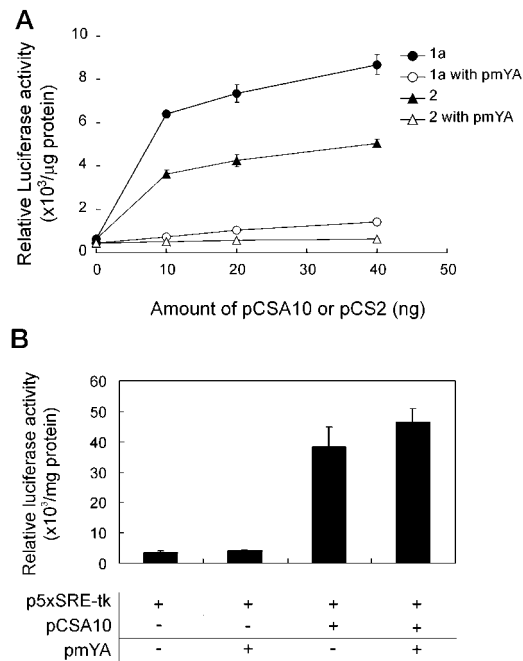 A
Relative Luciferase activity
(x10³/µg protein)
10
8
6
4
2
0
0 10 20 30 40 50
Amount of pCSA10 or pCS2 (ng)
1a
1a with pmYA
2
2 with pmYA
B
Relative luciferase activity
(x10³/mg protein)
60
50
40
30
20
10
0
p5xSRE-tk + + + +
pCSA10 - - + +
pmYA - + - +